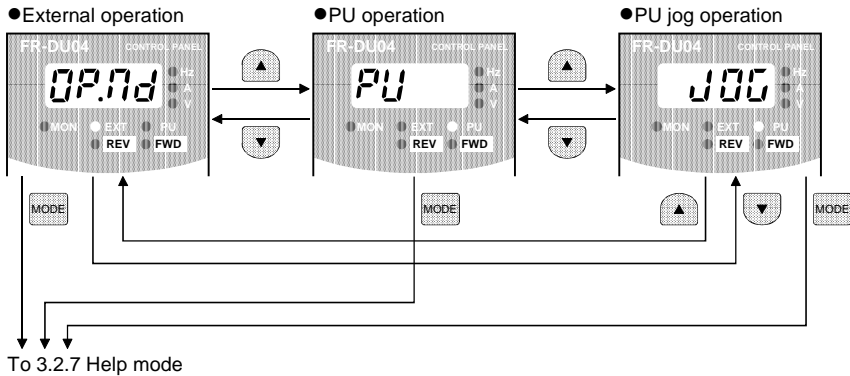 ●External operation
●PU operation
●PU jog operation
FR-DU04 CONTROL PANEL
OP.nd
Hz
A
V
MON EXT PU
REV FWD
FR-DU04 CONTROL PANEL
PU
Hz
A
V
MON EXT PU
REV FWD
FR-DU04 CONTROL PANEL
JOG
Hz
A
V
MON EXT PU
REV FWD
▲
▼
▲
▼
MODE
MODE
▲
▼
MODE
To 3.2.7 Help mode